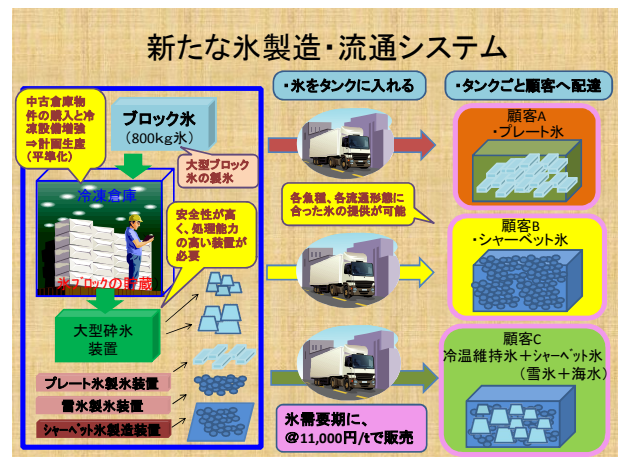 新たな氷製造・流通システム
中古倉庫物
件の購入と冷
凍設備増強
⇒計画生産
(平準化)
ブロック氷
（800kg氷）
大型ブロック
氷の製氷
冷凍倉庫
安全性が高
く、処理能力
の高い装置が
必要
氷ブロックの貯蔵
大型砕氷
装置
プレート氷製氷装置
雪氷製氷装置
シャーベット氷製造装置
・氷をタンクに入れる
各魚種、各流通形態に
合った氷の提供が可能
氷需要期に、
＠11,000円/tで販売
・タンクごと顧客へ配達
顧客A
・プレート氷
顧客B
・シャーベット氷
顧客C
冷温維持氷＋シャーベット氷
（雪氷＋海水）